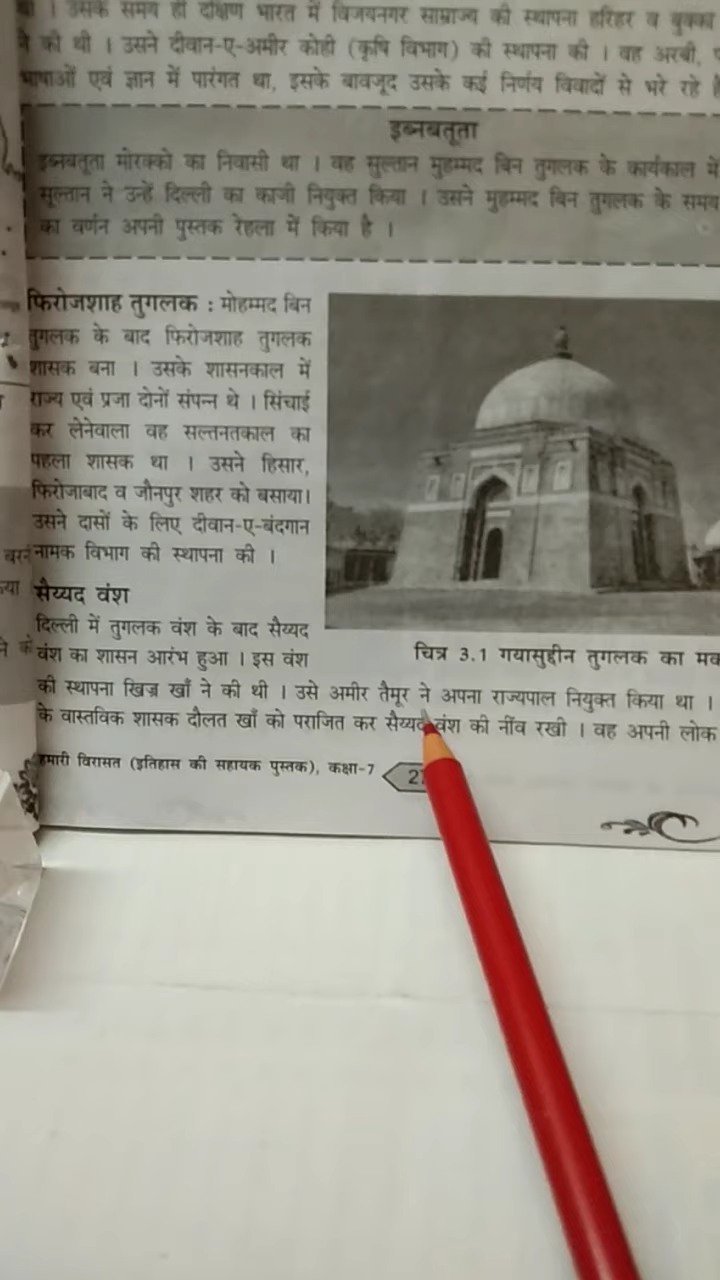 था । उसके समय ही दक्षिण भारत में विजयनगर साम्राज्य की स्थापना हरिहर व बुक्का
ने की थी । उसने दीवान-ए-अमीर कोही (कृषि विभाग) की स्थापना की । वह अरबी,
भाषाओं एवं ज्ञान में पारंगत था, इसके बावजूद उसके कई निर्णय विवादों से भरे रहे
इब्नबतूता
इब्नबतूता मोरक्को का निवासी था । वह सुल्तान मुहम्मद बिन तुगलक के कार्यकाल में
सुल्तान ने उन्हें दिल्ली का काजी नियुक्त किया । उसने मुहम्मद बिन तुगलक के समय
का वर्णन अपनी पुस्तक रेहला में किया है ।
फिरोजशाह तुगलक : मोहम्मद बिन
तुगलक के बाद फिरोजशाह तुगलक
शासक बना । उसके शासनकाल में
राज्य एवं प्रजा दोनों संपन्न थे । सिंचाई
कर लेनेवाला वह सल्तनतकाल का
पहला शासक था । उसने हिसार,
फिरोजाबाद व जौनपुर शहर को बसाया।
उसने दासों के लिए दीवान-ए-बंदगान
नामक विभाग की स्थापना की ।
सैय्यद वंश
दिल्ली में तुगलक वंश के बाद सैय्यद
वंश का शासन आरंभ हुआ । इस वंश
चित्र 3.1 गयासुद्दीन तुगलक का
की स्थापना खिज्र खाँ ने की थी । उसे अमीर तैमूर ने अपना राज्यपाल नियुक्त किया था ।
के वास्तविक शासक दौलत खाँ को पराजित कर सैय्यद वंश की नींव रखी । वह अपनी लोक
हमारी विरासत (इतिहास की सहायक पुस्तक), कक्षा-7